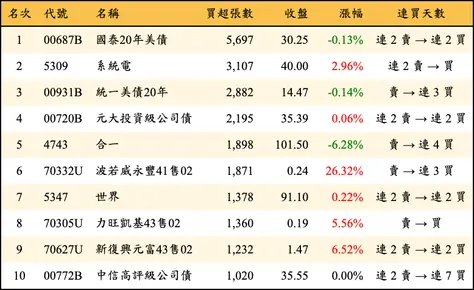 名次 代號 名稱 買超張數 收盤 漲幅 連買天數
1 00687B 國泰20年美債 5,697 30.25 -0.13% 連 2 賣 → 連 2 買
2 5309 系統電 3,107 40.00 2.96% 連 2 賣 → 買
3 00931B 統一美債20年 2,882 14.47 -0.14% 賣 → 連 3 買
4 00720B 元大投資級公司債 2,195 35.39 0.06% 連 2 賣 → 連 2 買
5 4743 合一 1,898 101.50 -6.28% 賣 → 連 4 買
6 70332U 波若威永豐41售02 1,871 0.24 26.32% 賣 → 連 3 買
7 5347 世界 1,378 91.10 0.22% 連 2 賣 → 連 2 買
8 70305U 力旺凱基43售02 1,360 0.19 5.56% 賣 → 買
9 70627U 新復興元富43售02 1,232 1.47 6.52% 連 2 賣 → 連 2 買
10 00772B 中信高評級公司債 1,020 35.55 0.00% 連 2 賣 → 連 7 買